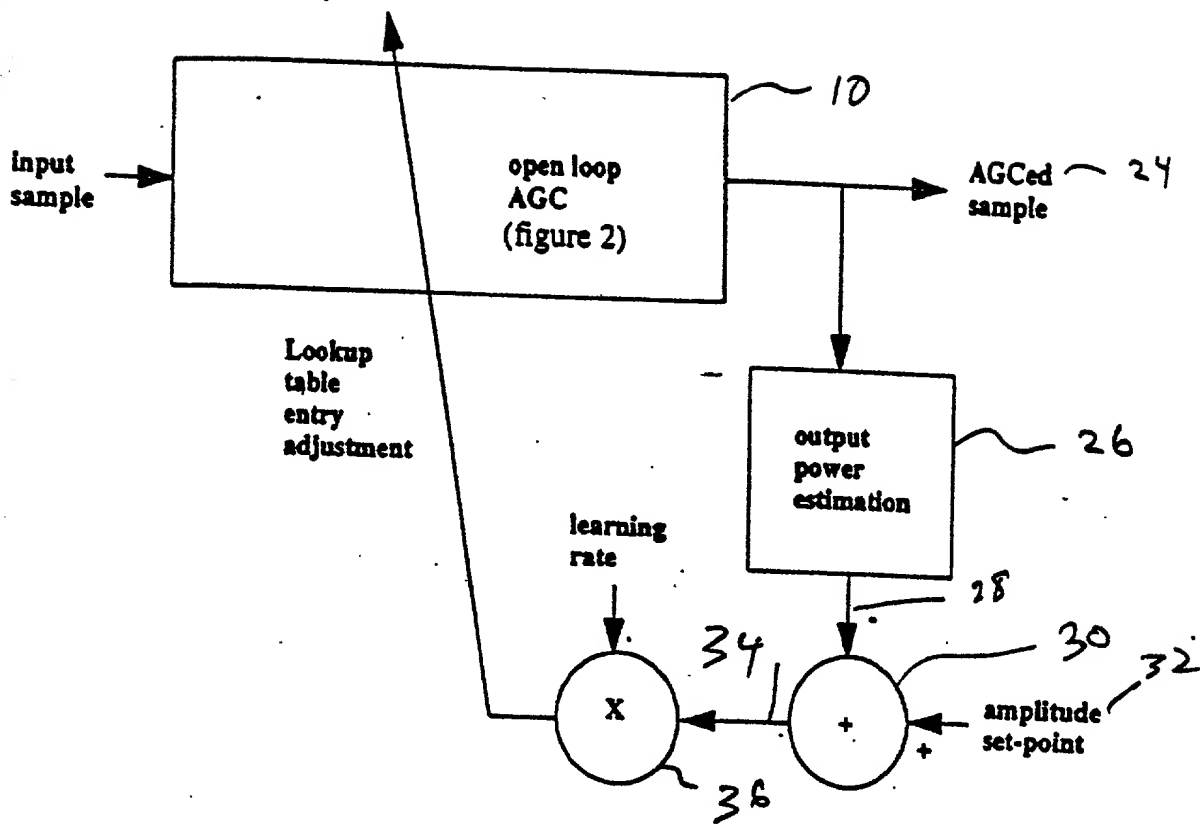 10
input
sample
open loop
AGC
(figure 2)
AGCed
sample
24
Lookup
table
entry
adjustment
-
output
power
estimation
26
learning
rate
28
34
30
32
X
+
amplitude
set-point
+
36